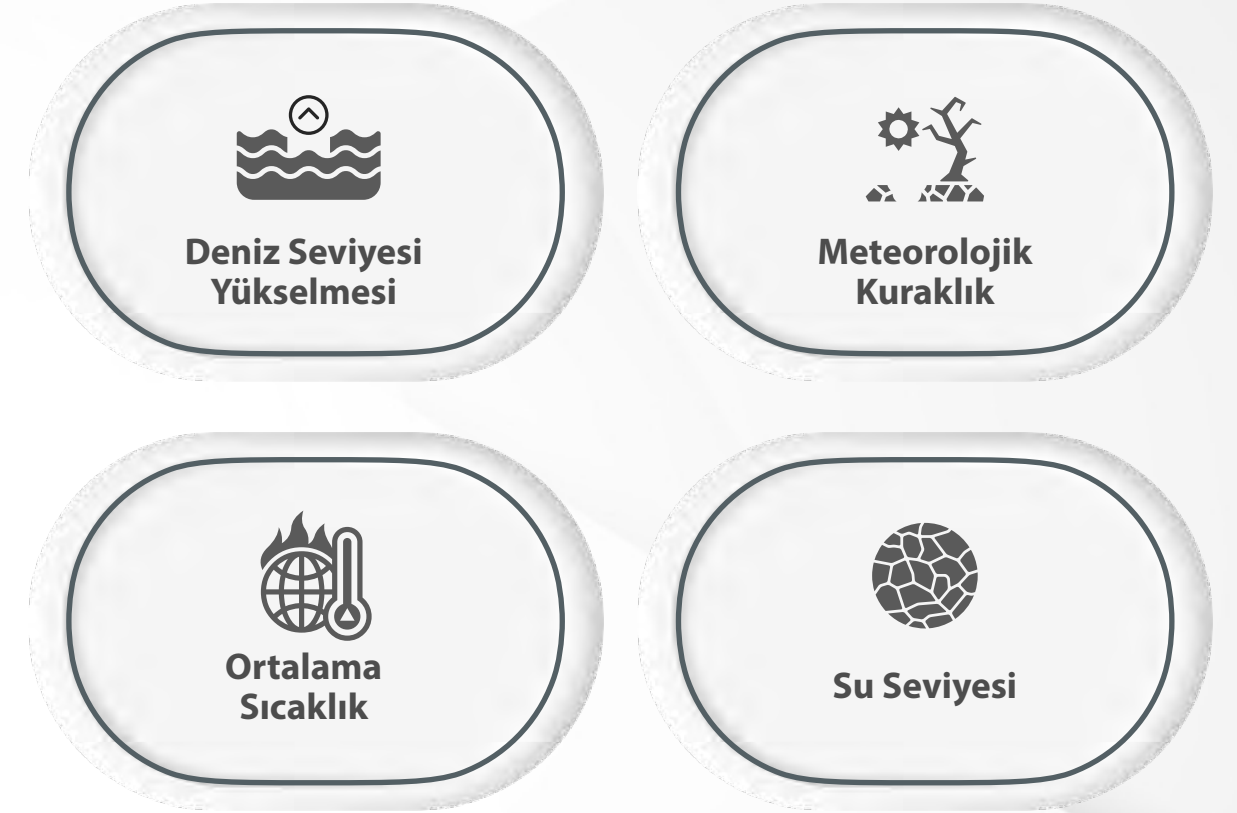 Deniz Seviyesi
Yükselmesi
Meteorolojik
Kuraklık
Ortalama
Sıcaklık
Su Seviyesi